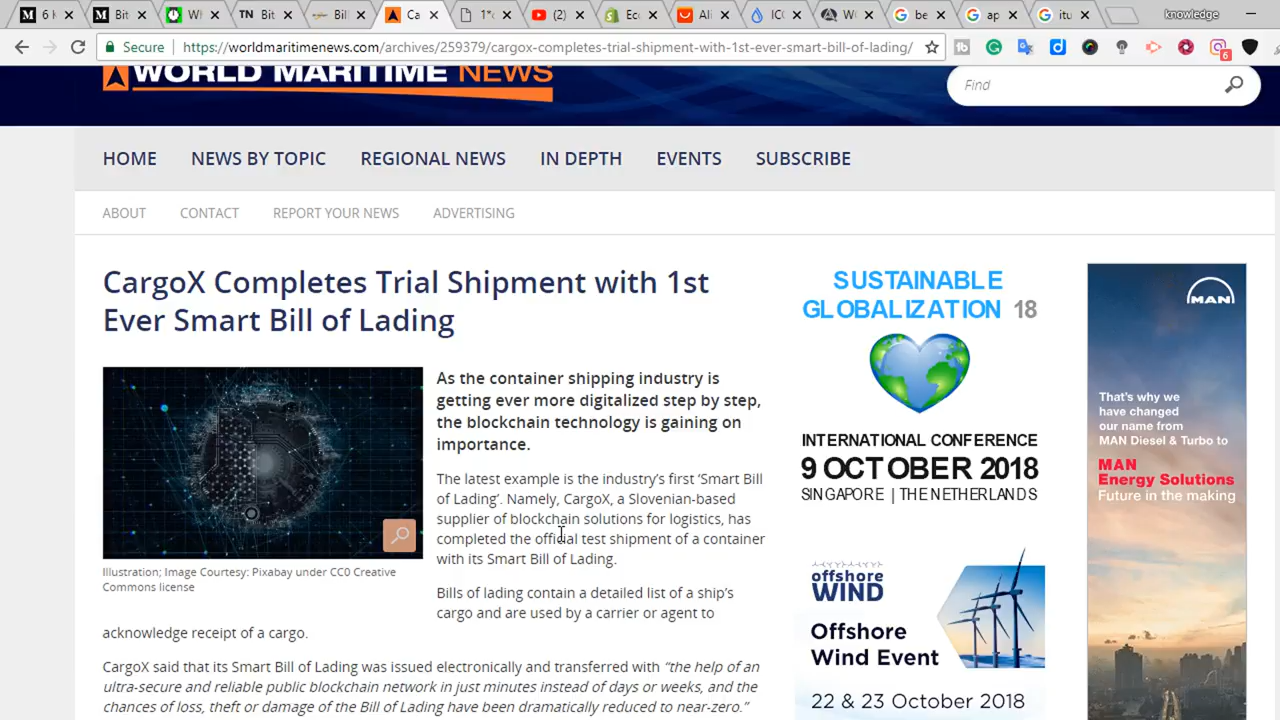 6 k
Bit
Wh
TN Bit
Bill
Ca
1*c
(2)
Ecc
Ali
ICC
WC
be
ap
itu
knowledge
Secure
https://worldmaritimenews.com/archives/259379/cargox-completes-trial-shipment-with-1st-ever-smart-bill-of-lading/
6
WORLD MARITIME NEWS
Find
HOME NEWS BY TOPIC REGIONAL NEWS IN DEPTH EVENTS SUBSCRIBE
ABOUT CONTACT REPORT YOUR NEWS ADVERTISING
CargoX Completes Trial Shipment with 1st
Ever Smart Bill of Lading
As the container shipping industry is
getting ever more digitalized step by step,
the blockchain technology is gaining on
importance.
The latest example is the industry's first ‘Smart Bill
of Lading’. Namely, CargoX, a Slovenian-based
supplier of blockchain solutions for logistics, has
completed the official test shipment of a container
with its Smart Bill of Lading.
Illustration; Image Courtesy: Pixabay under CC0 Creative
Commons license
Bills of lading contain a detailed list of a ship's
cargo and are used by a carrier or agent to
acknowledge receipt of a cargo.
CargoX said that its Smart Bill of Lading was issued electronically and transferred with “the help of an
ultra-secure and reliable public blockchain network in just minutes instead of days or weeks, and the
chances of loss, theft or damage of the Bill of Lading have been dramatically reduced to near-zero.”
SUSTAINABLE
GLOBALIZATION 18
INTERNATIONAL CONFERENCE
9 OCTOBER 2018
SINGAPORE | THE NETHERLANDS
offshore
WIND
Offshore
Wind Event
22 & 23 October 2018
MAN
That's why we
have changed
our name from
MAN Diesel & Turbo to
MAN
Energy Solutions
Future in the making